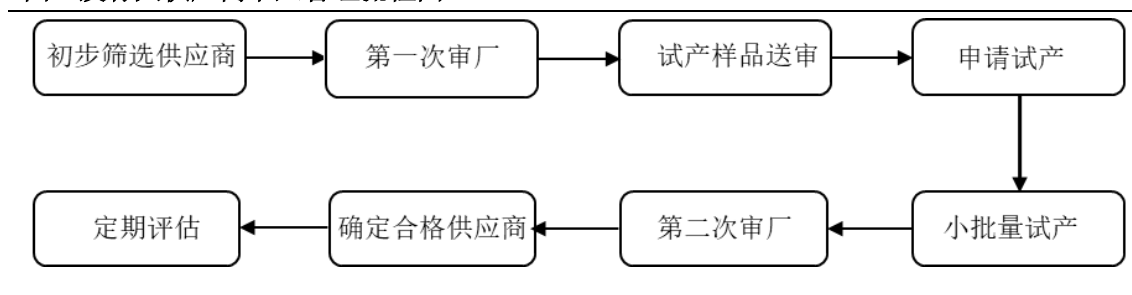 初步筛选供应商
第一次审厂
试产样品送审
申请试产
小批量试产
第二次审厂
确定合格供应商
定期评估